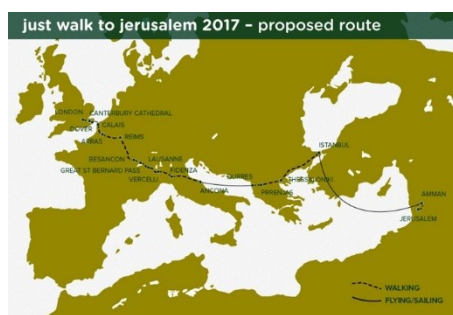 just walk to jerusalem 2017 – proposed route
LONDON
CANTERBURY CATHEDRAL
DOVER
CALAIS
ARRAS
REIMS
BESANCON
LAUSANNE
GREAT ST BERNARD PASS
VERCELLI
FIDENZA
ANCONA
DURRES
PRRENJAS
THESSALONIKI
ISTANBUL
AMMAN
JERUSALEM
WALKING
FLYING/SAILING